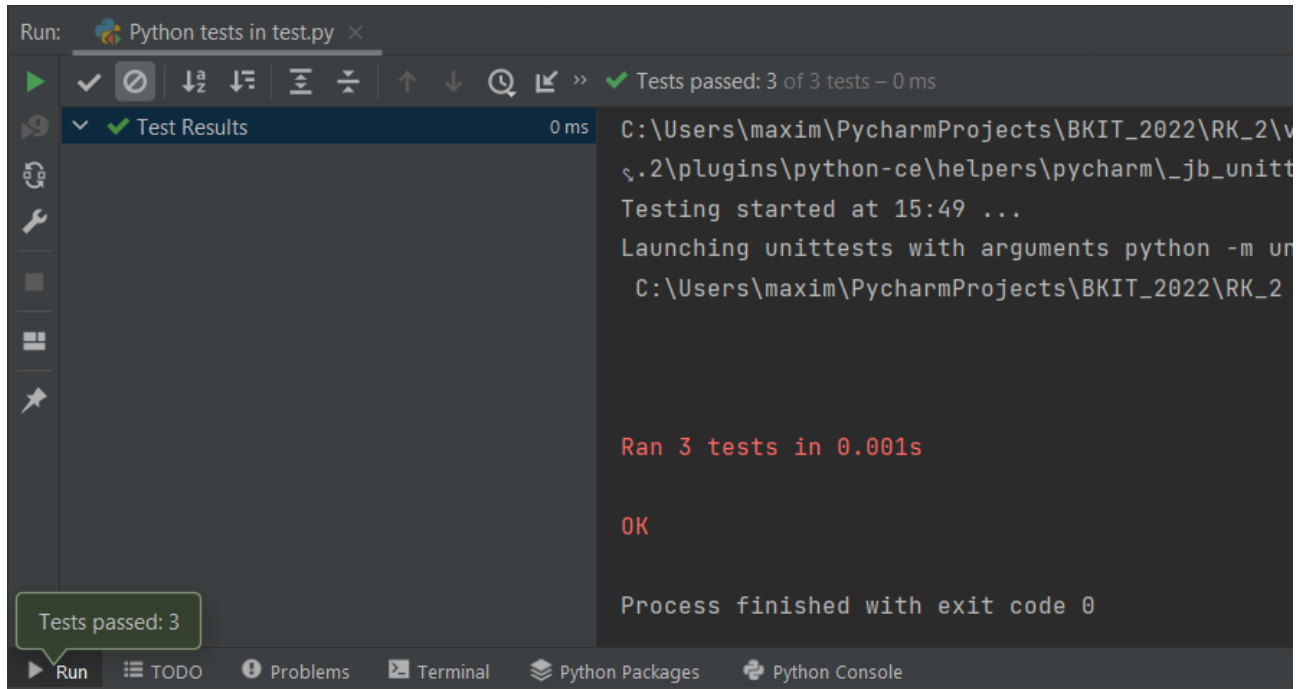 Run: Python tests in test.py
» Tests passed: 3 of 3 tests – 0 ms
Test Results 0 ms
C:\Users\maxim\PycharmProjects\BKIT_2022\RK_2\v
.2\plugins\python-ce\helpers\pycharm\_jb_unitt
Testing started at 15:49 ...
Launching unittests with arguments python -m un
C:\Users\maxim\PycharmProjects\BKIT_2022\RK_2
Ran 3 tests in 0.001s
OK
Process finished with exit code 0
Tests passed: 3
Run TODO Problems Terminal Python Packages Python Console